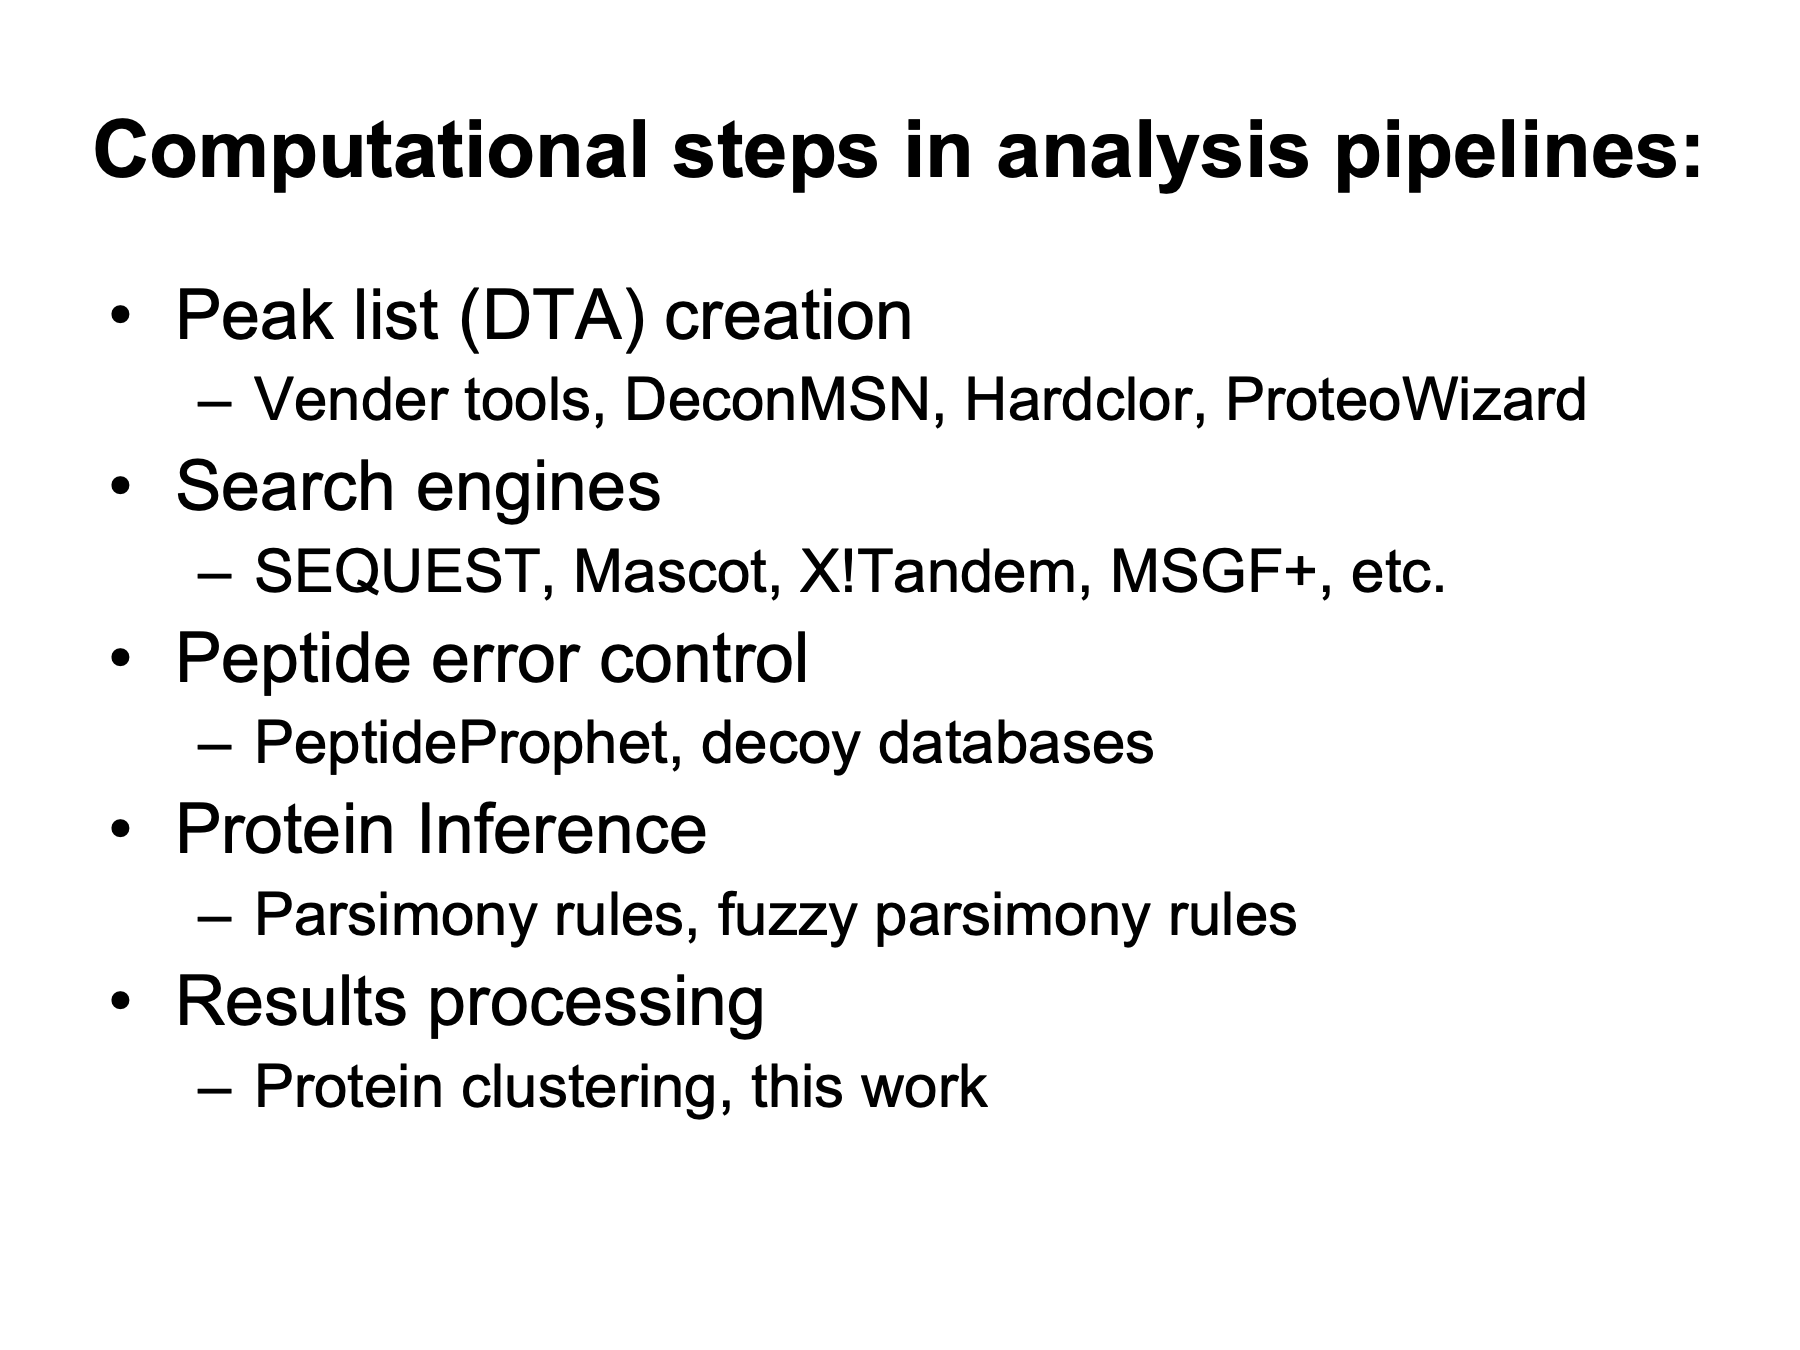 Computational steps in analysis pipelines:
• Peak list (DTA) creation
– Vender tools, DeconMSN, Hardclor, ProteoWizard
• Search engines
– SEQUEST, Mascot, X!Tandem, MSGF+, etc.
• Peptide error control
– PeptideProphet, decoy databases
• Protein Inference
– Parsimony rules, fuzzy parsimony rules
• Results processing
– Protein clustering, this work